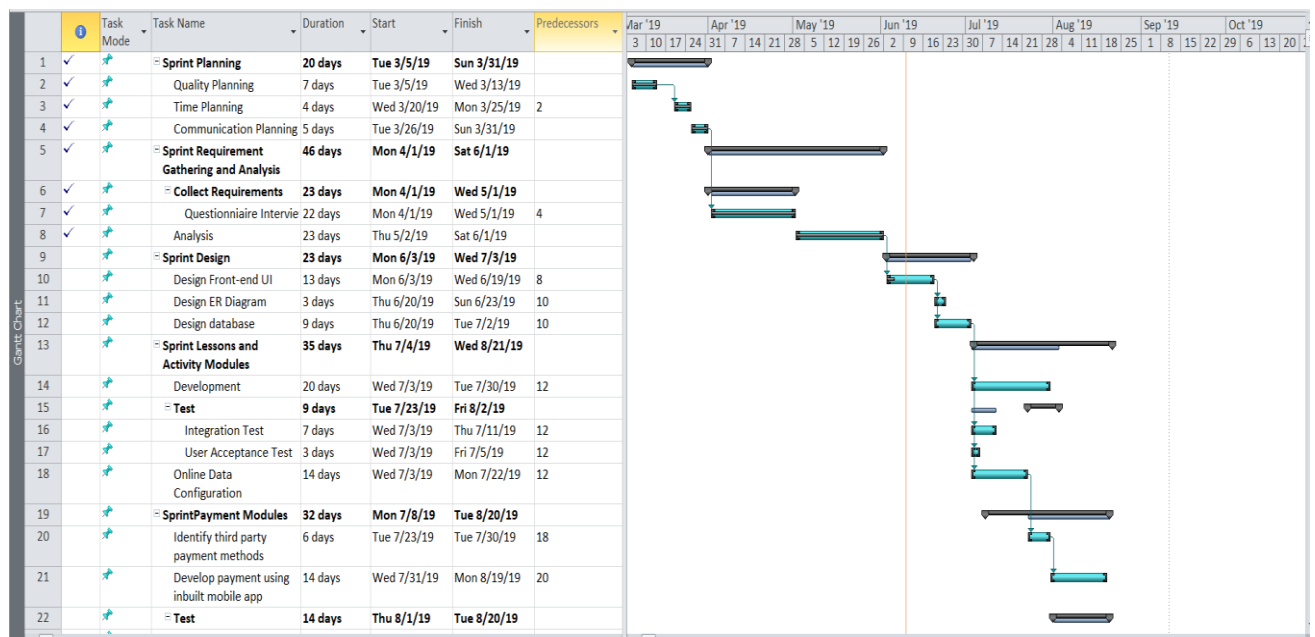 Task Mode Task Name Duration Start Finish Predecessors
Mar '19 Apr '19 May '19 Jun '19 Jul '19 Aug '19 Sep '19 Oct '19
3 10 17 24 31 7 14 21 28 5 12 19 26 2 9 16 23 30 7 14 21 28 4 11 18 25 1 8 15 22 29 6 13 20
1 Sprint Planning 20 days Tue 3/5/19 Sun 3/31/19
2 Quality Planning 7 days Tue 3/5/19 Wed 3/13/19
3 Time Planning 4 days Wed 3/20/19 Mon 3/25/19 2
4 Communication Planning 5 days Tue 3/26/19 Sun 3/31/19
5 Sprint Requirement 46 days Mon 4/1/19 Sat 6/1/19
Gathering and Analysis
6 Collect Requirements 23 days Mon 4/1/19 Wed 5/1/19
7 Questionniaire Intervie 22 days Mon 4/1/19 Wed 5/1/19 4
8 Analysis 23 days Thu 5/2/19 Sat 6/1/19
9 Sprint Design 23 days Mon 6/3/19 Wed 7/3/19
10 Design Front-end UI 13 days Mon 6/3/19 Wed 6/19/19 8
11 Design ER Diagram 3 days Thu 6/20/19 Sun 6/23/19 10
12 Design database 9 days Thu 6/20/19 Tue 7/2/19 10
13 Sprint Lessons and 35 days Thu 7/4/19 Wed 8/21/19
Activity Modules
14 Development 20 days Wed 7/3/19 Tue 7/30/19 12
15 Test 9 days Tue 7/23/19 Fri 8/2/19
16 Integration Test 7 days Wed 7/3/19 Thu 7/11/19 12
17 User Acceptance Test 3 days Wed 7/3/19 Fri 7/5/19 12
18 Online Data 14 days Wed 7/3/19 Mon 7/22/19 12
Configuration
19 SprintPayment Modules 32 days Mon 7/8/19 Tue 8/20/19
20 Identify third party 6 days Tue 7/23/19 Tue 7/30/19 18
payment methods
21 Develop payment using 14 days Wed 7/31/19 Mon 8/19/19 20
inbuilt mobile app
22 Test 14 days Thu 8/1/19 Tue 8/20/19
Gantt Chart